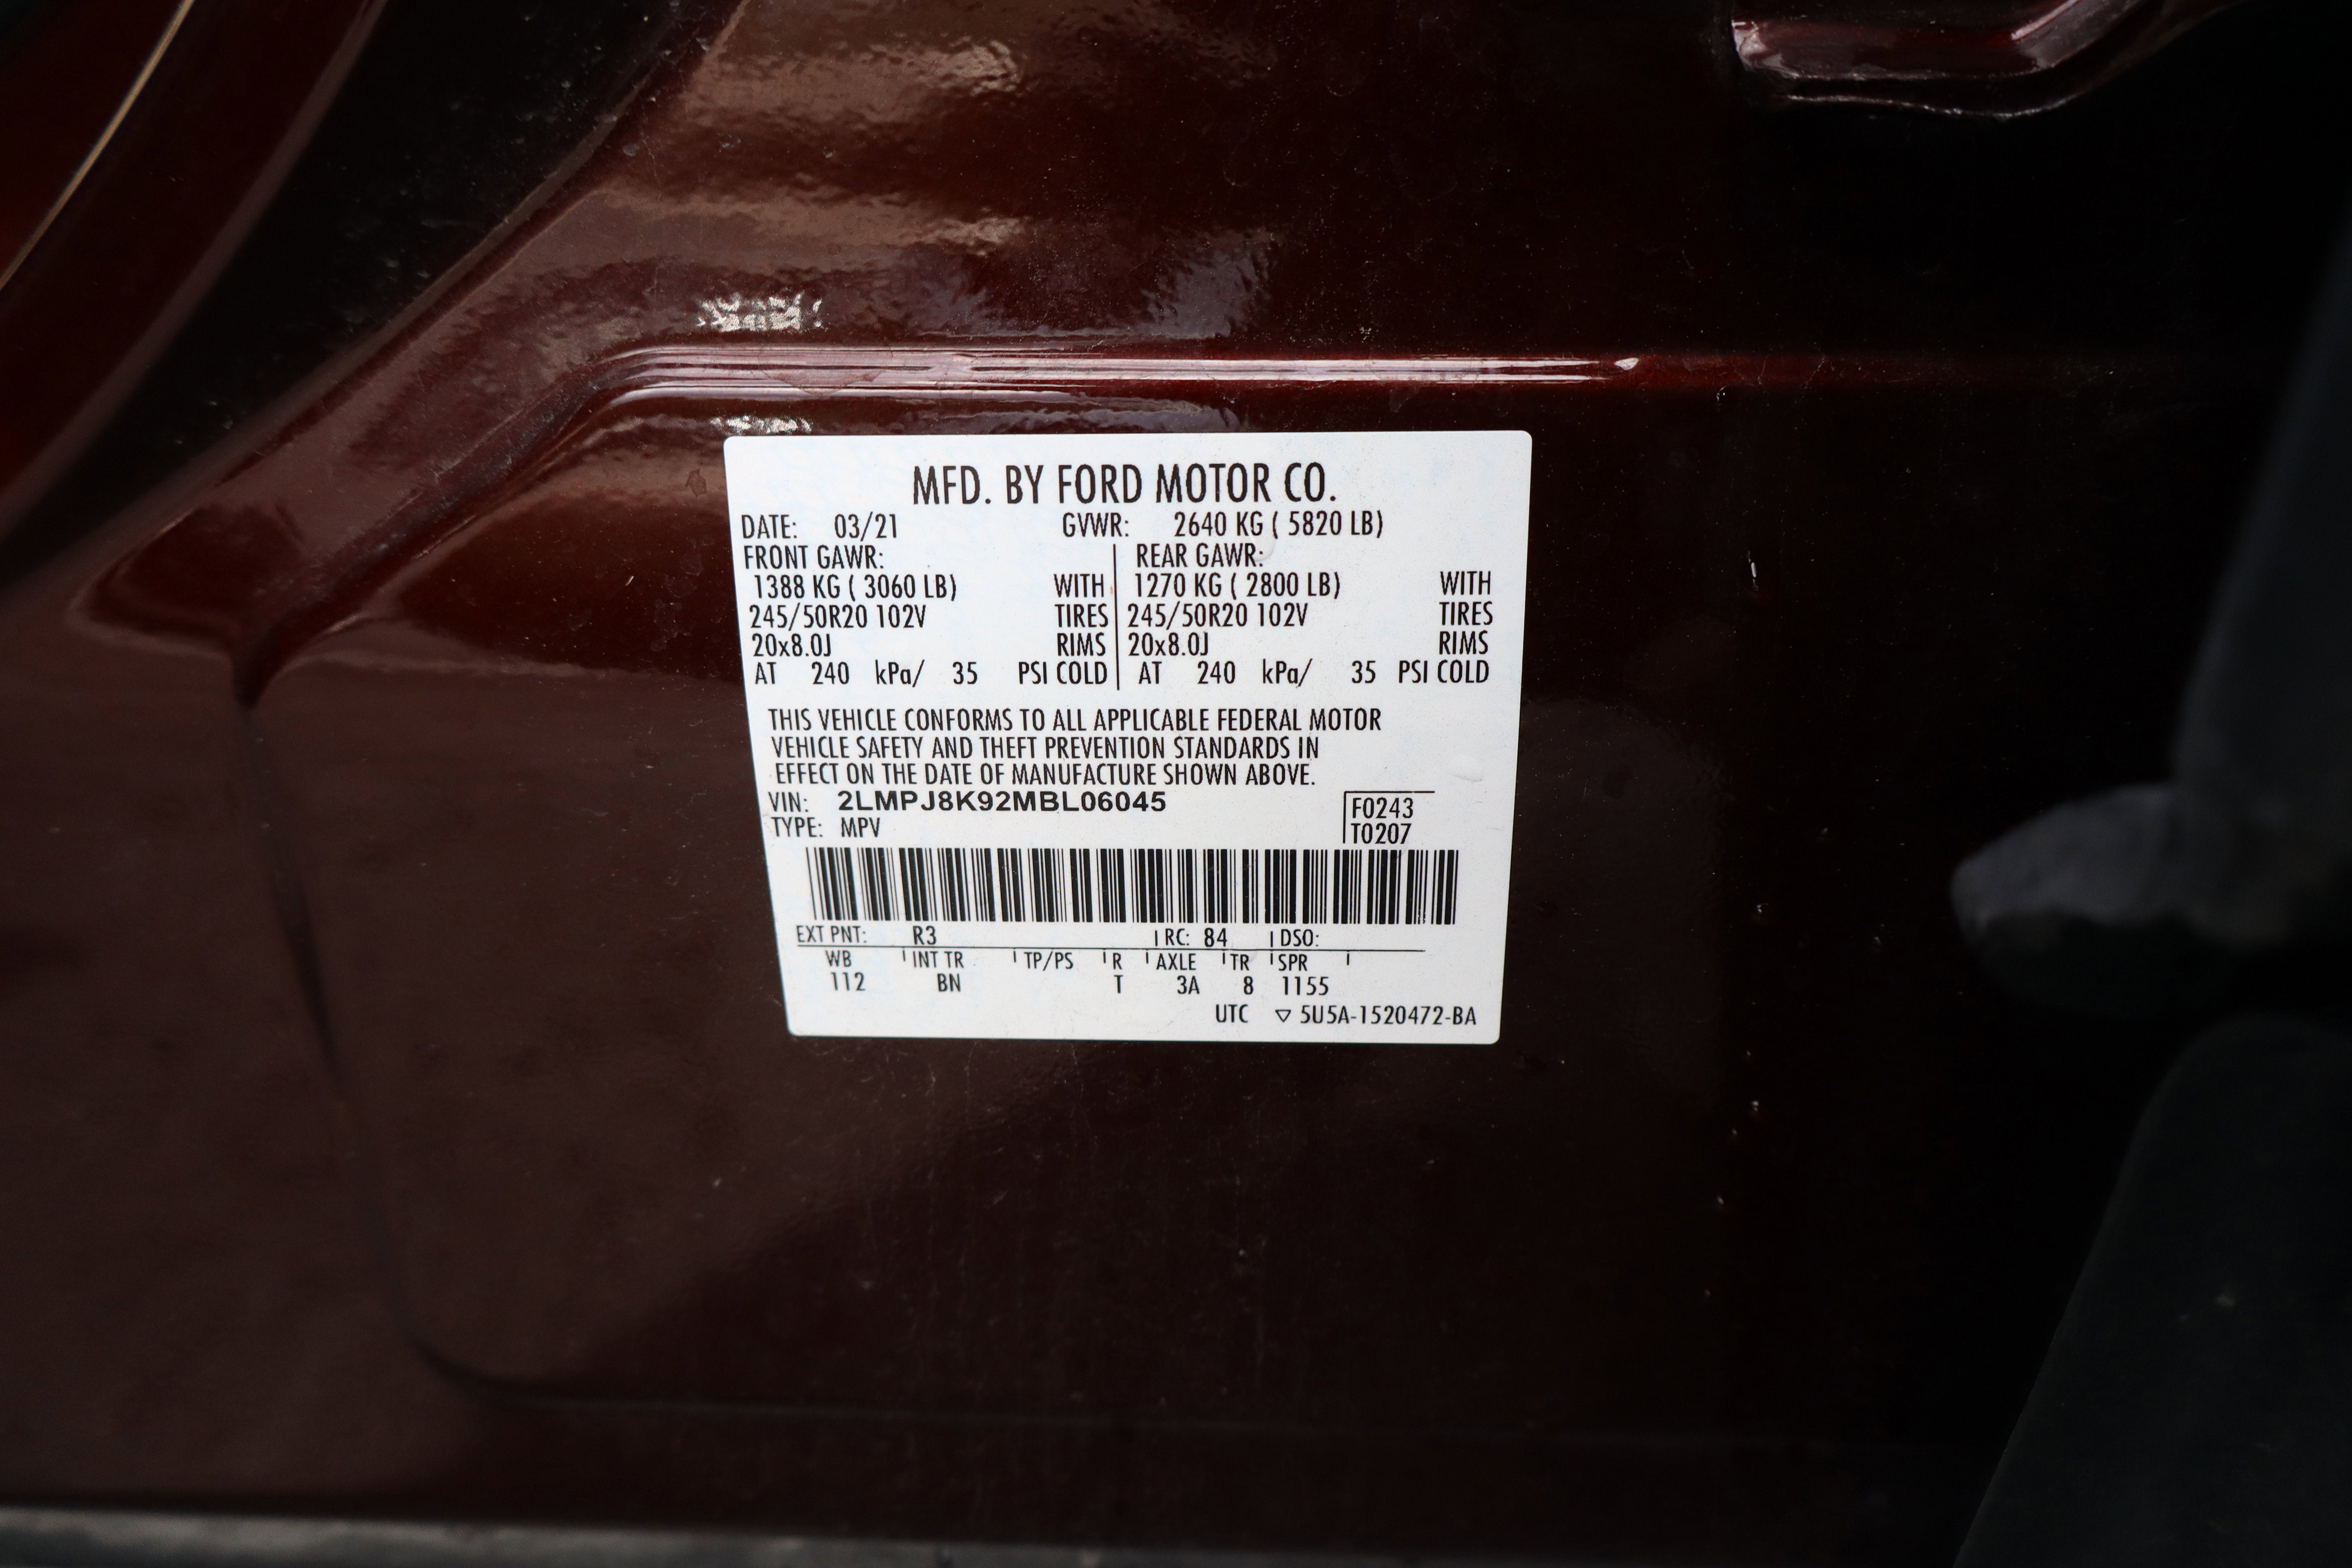 MFD. BY FORD MOTOR CO.
DATE: 03/21 GVWR: 2640 KG ( 5820 LB)
FRONT GAWR: REAR GAWR:
1388 KG ( 3060 LB) WITH 1270 KG ( 2800 LB) WITH
245/50R20 102V TIRES 245/50R20 102V TIRES
20x8.0J RIMS 20x8.0J RIMS
AT 240 kPa/ 35 PSI COLD AT 240 kPa/ 35 PSI COLD
THIS VEHICLE CONFORMS TO ALL APPLICABLE FEDERAL MOTOR
VEHICLE SAFETY AND THEFT PREVENTION STANDARDS IN
EFFECT ON THE DATE OF MANUFACTURE SHOWN ABOVE.
VIN: 2LMPJ8K92MBL06045 F0243
TYPE: MPV T0207
EXT PNT: R3 RC: 84 DSO:
WB INT TR TP/PS R AXLE TR SPR
112 BN T 3A 8 1155
UTC ▽ 5U5A-1520472-BA